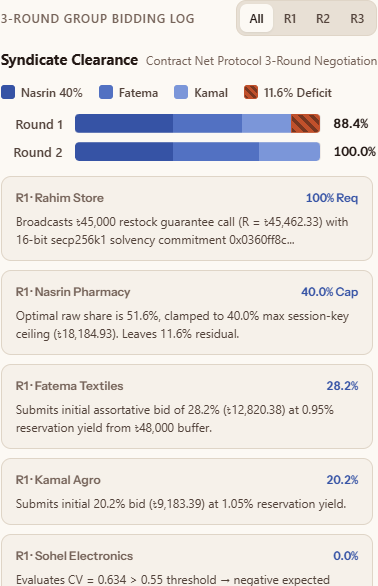 3-ROUND GROUP BIDDING LOG
All R1 R2 R3
Syndicate Clearance Contract Net Protocol 3-Round Negotiation
Nasrin 40% Fatema Kamal 11.6% Deficit
Round 1 88.4%
Round 2 100.0%
R1·Rahim Store 100% Req
Broadcasts ৳45,000 restock guarantee call (R = ৳45,462.33) with
16-bit secp256k1 solvency commitment 0x0360ff8c...
R1·Nasrin Pharmacy 40.0% Cap
Optimal raw share is 51.6%, clamped to 40.0% max session-key
ceiling (৳18,184.93). Leaves 11.6% residual.
R1·Fatema Textiles 28.2%
Submits initial assortative bid of 28.2% (৳12,820.38) at 0.95%
reservation yield from ৳48,000 buffer.
R1·Kamal Agro 20.2%
Submits initial 20.2% bid (৳9,183.39) at 1.05% reservation yield.
R1·Sohel Electronics 0.0%
Evaluates CV = 0.634 > 0.55 threshold → negative expected